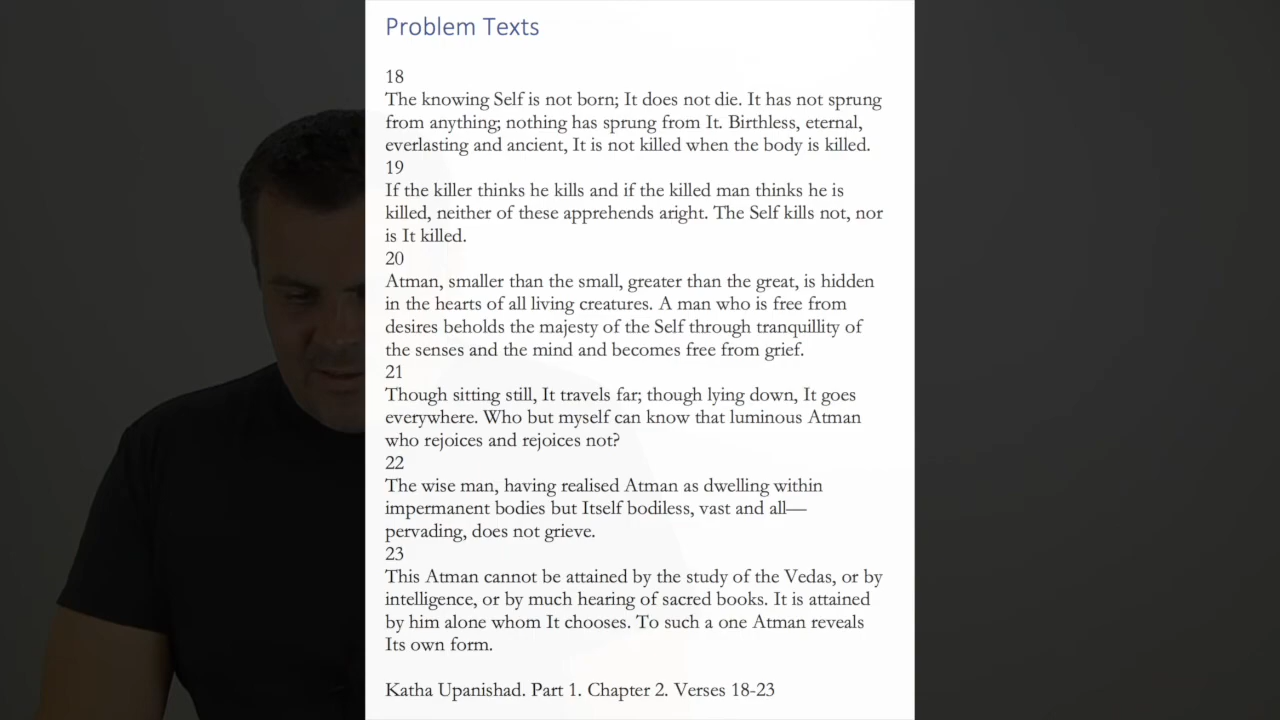 Problem Texts
18
The knowing Self is not born; It does not die. It has not sprung
from anything; nothing has sprung from It. Birthless, eternal,
everlasting and ancient, It is not killed when the body is killed.
19
If the killer thinks he kills and if the killed man thinks he is
killed, neither of these apprehends aright. The Self kills not, nor
is It killed.
20
Atman, smaller than the small, greater than the great, is hidden
in the hearts of all living creatures. A man who is free from
desires beholds the majesty of the Self through tranquillity of
the senses and the mind and becomes free from grief.
21
Though sitting still, It travels far; though lying down, It goes
everywhere. Who but myself can know that luminous Atman
who rejoices and rejoices not?
22
The wise man, having realised Atman as dwelling within
impermanent bodies but Itself bodiless, vast and all—
pervading, does not grieve.
23
This Atman cannot be attained by the study of the Vedas, or by
intelligence, or by much hearing of sacred books. It is attained
by him alone whom It chooses. To such a one Atman reveals
Its own form.
Katha Upanishad. Part 1. Chapter 2. Verses 18-23